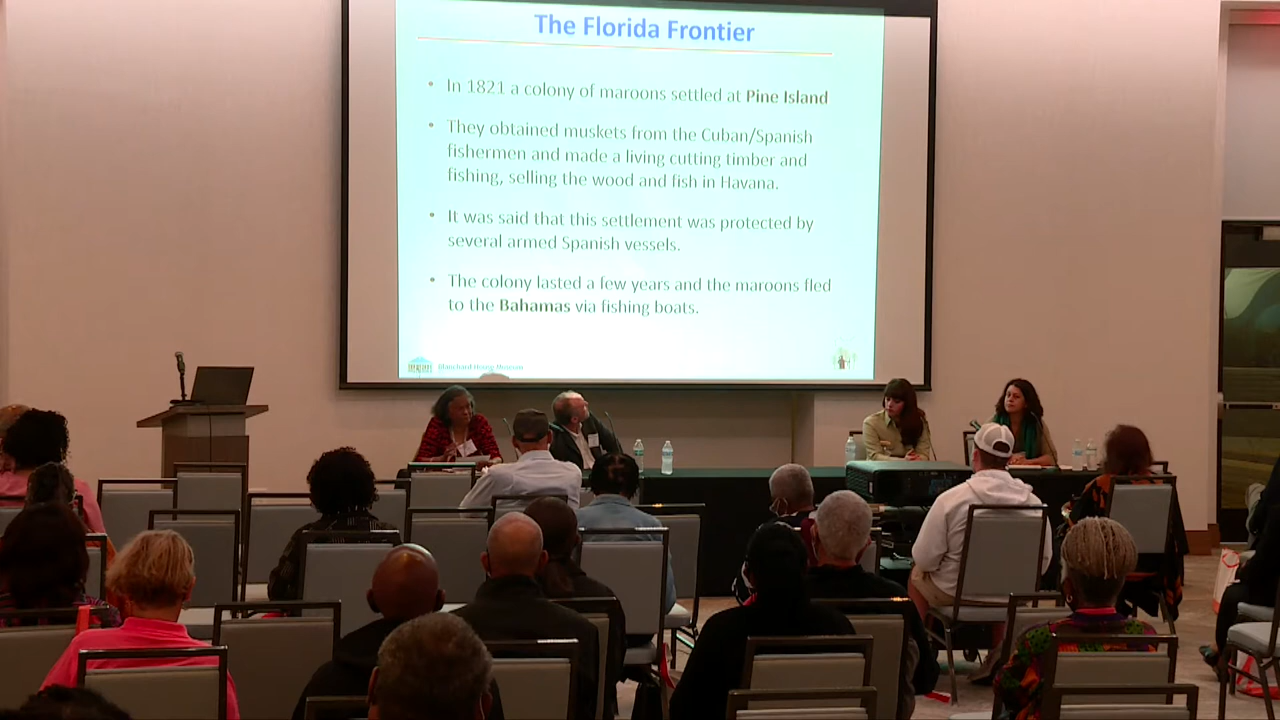 The Florida Frontier
• In 1821 a colony of maroons settled at Pine Island
• They obtained muskets from the Cuban/Spanish
fishermen and made a living cutting timber and
fishing, selling the wood and fish in Havana.
• It was said that this settlement was protected by
several armed Spanish vessels.
• The colony lasted a few years and the maroons fled
to the Bahamas via fishing boats.
Blanchard House Museum